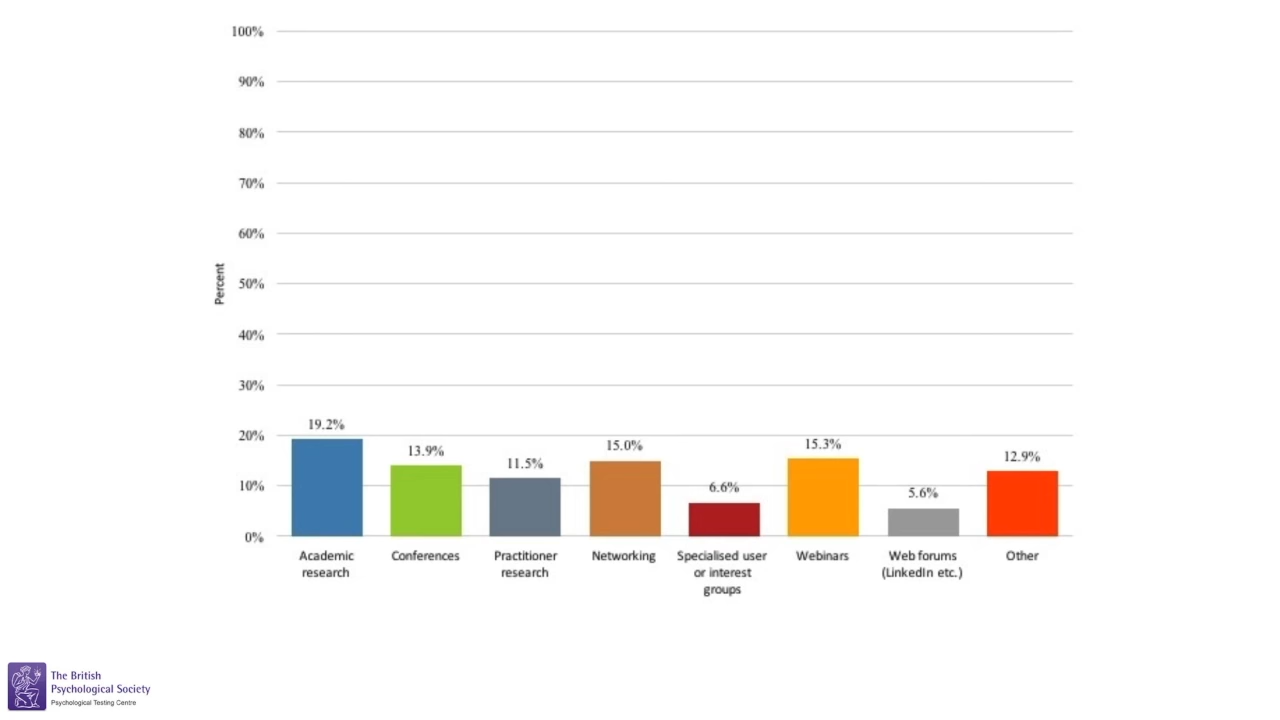 100%
90%
80%
70%
60%
50%
40%
30%
20%
10%
0%
Percent
19.2%
13.9%
11.5%
15.0%
6.6%
15.3%
5.6%
12.9%
Academic
research
Conferences
Practitioner
research
Networking
Specialised user
or interest
groups
Webinars
Web forums
(LinkedIn etc.)
Other
The British
Psychological Society
Psychological Testing Centre